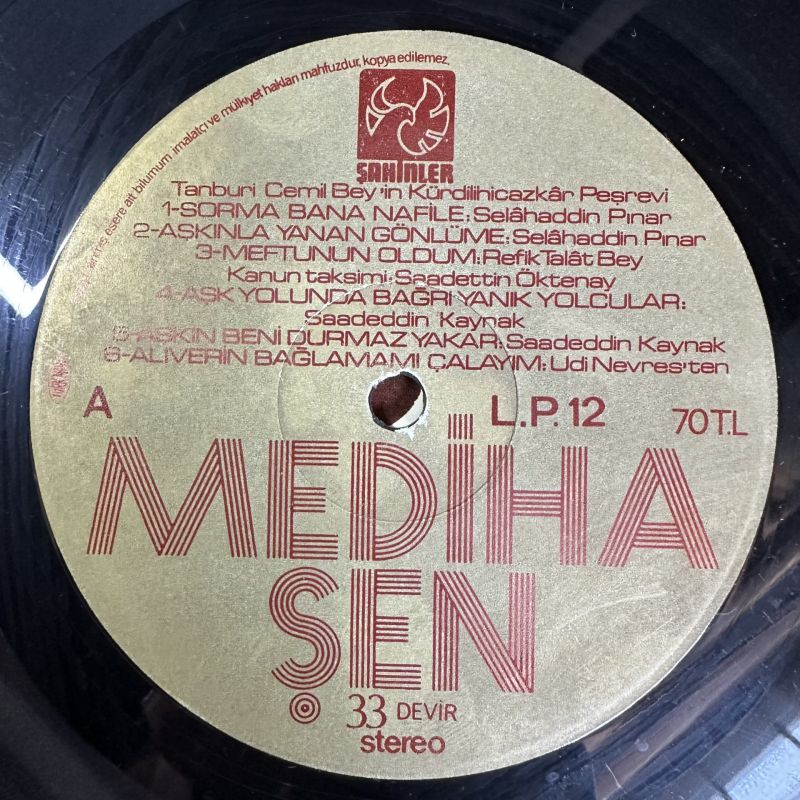 eser e ait bilumum imalatçı ve mülkiyet hakları mahfuzdur, kopya edilemez.
ŞAHİNLER
Tanburi Cemil Bey'in Kürdilihicazkâr Peşrevi
1-SORMA BANA NAFİLE: Selâhaddin Pınar
2-AŞKINLA YANAN GÖNLÜME: Selâhaddin Pınar
3-MEFTUNUN OLDUM: Refik Talât Bey
Kanun taksimi: Saadettin Öktenay
4-AŞK YOLUNDA BAĞRI YANIK YOLCULAR:
Saadeddin Kaynak
5-AŞKIN BENİ DURMAZ YAKAR: Saadeddin Kaynak
6-ALIVERİN BAĞLAMAMI ÇALAYIM: Udi Nevres'ten
A
L.P. 12
70 T.L
MEDİHA
ŞEN
33 DEVİR
stereo